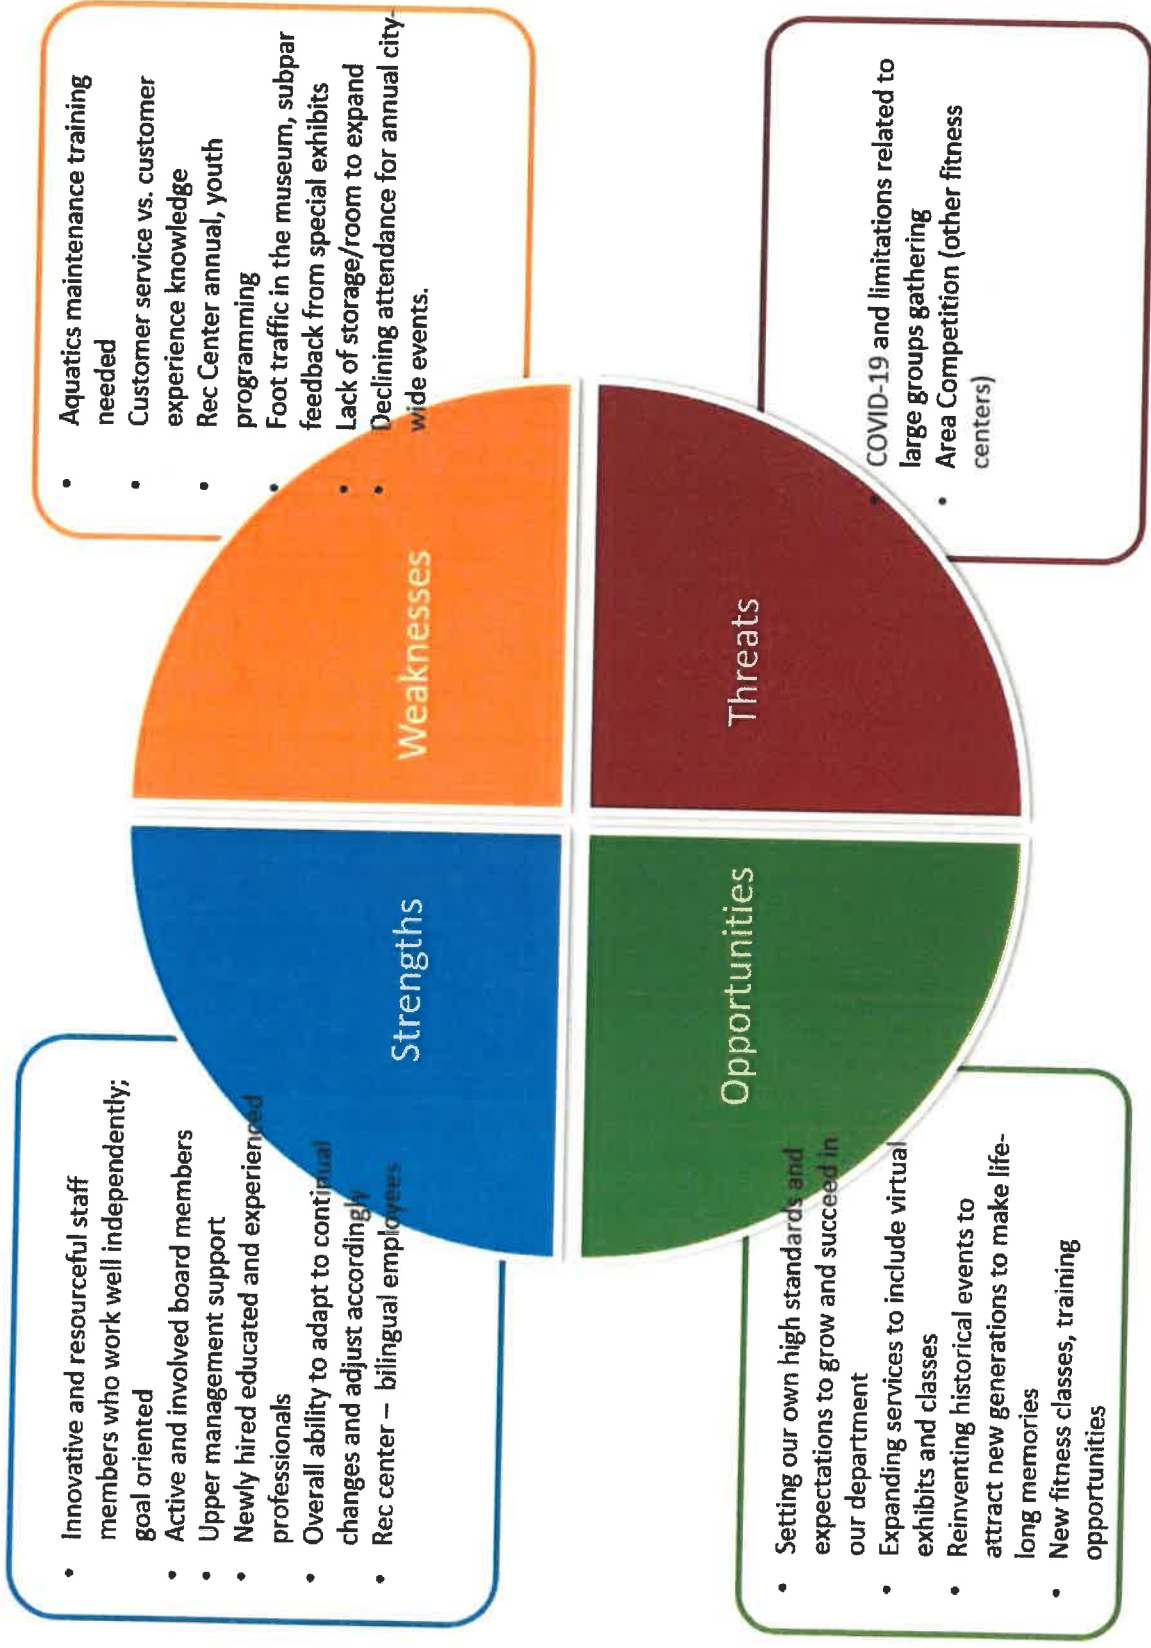 • Innovative and resourceful staff
members who work well independently;
goal oriented
• Active and involved board members
• Upper management support
• Newly hired educated and experienced
professionals
• Overall ability to adapt to continual
changes and adjust accordingly
• Rec center – bilingual employees
Strengths
• Aquatics maintenance training
needed
• Customer service vs. customer
experience knowledge
• Rec Center annual, youth
programming
• Foot traffic in the museum, subpar
feedback from special exhibits
• Lack of storage/room to expand
• Declining attendance for annual city-
wide events.
Weaknesses
Opportunities
• Setting our own high standards and
expectations to grow and succeed in
our department
• Expanding services to include virtual
exhibits and classes
• Reinventing historical events to
attract new generations to make life-
long memories
• New fitness classes, training
opportunities
Threats
• COVID-19 and limitations related to
large groups gathering
• Area Competition (other fitness
centers)